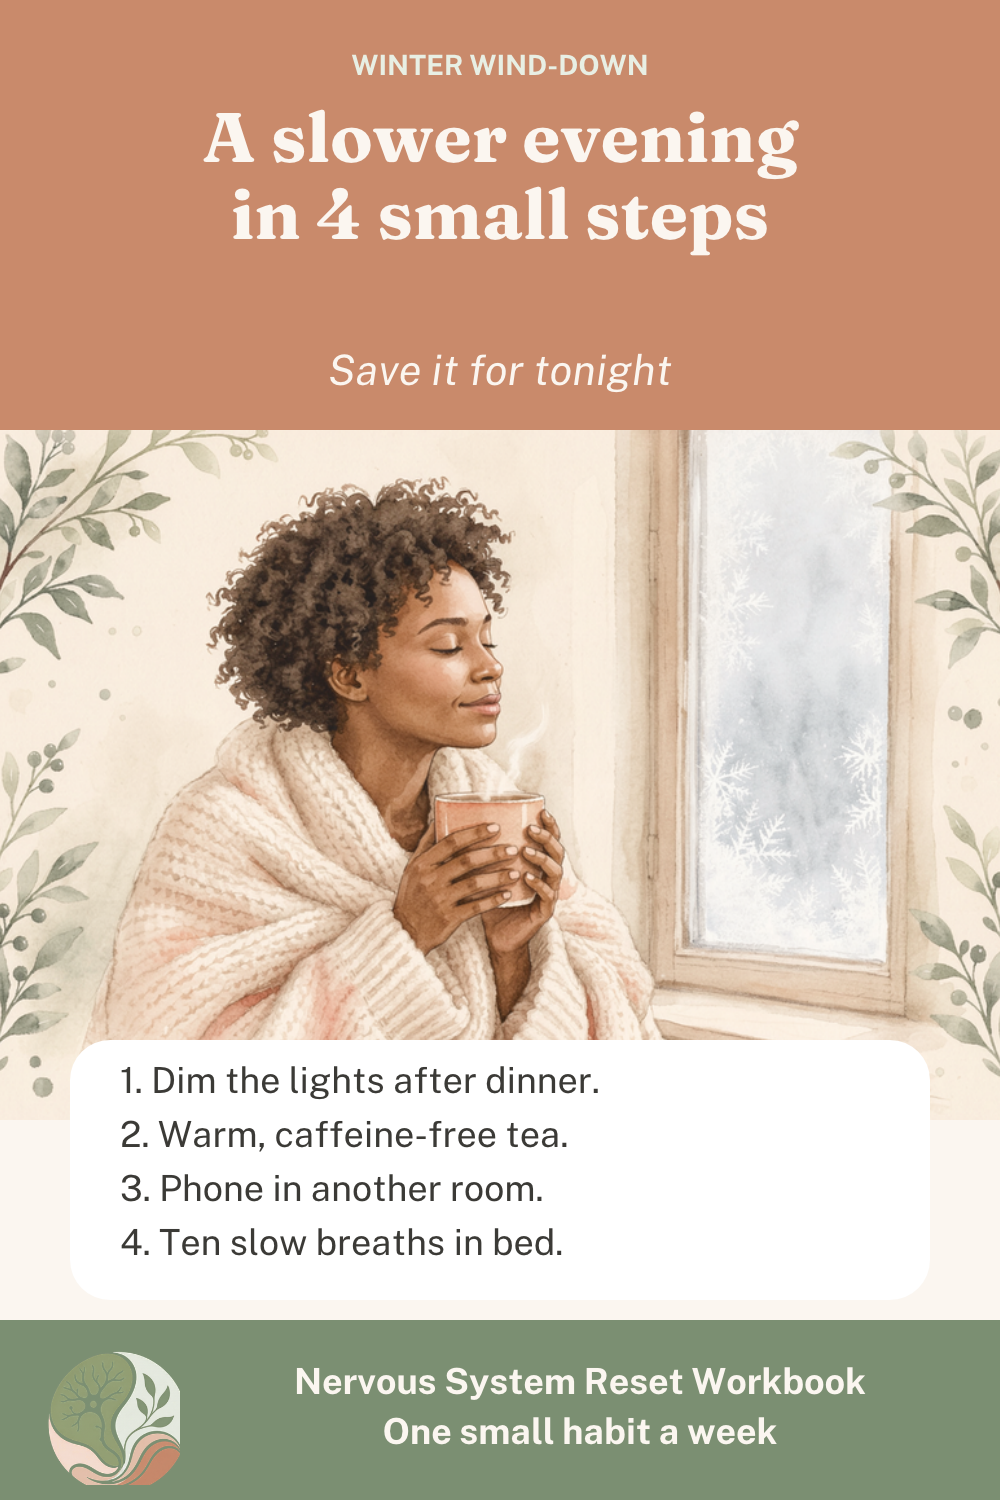 WINTER WIND-DOWN
A slower evening
in 4 small steps
Save it for tonight
1. Dim the lights after dinner.
2. Warm, caffeine-free tea.
3. Phone in another room.
4. Ten slow breaths in bed.
Nervous System Reset Workbook
One small habit a week